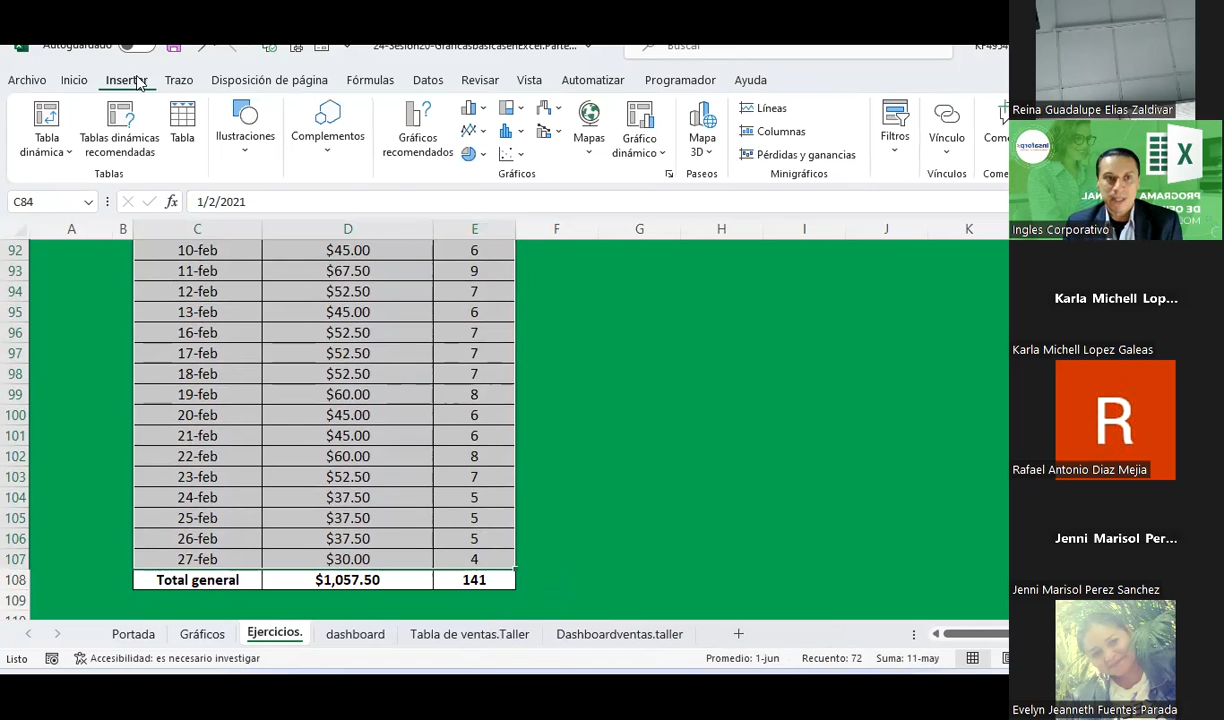 Autoguardado
24-Sesion20-GraficasbasicasenExcel.Parte...
Buscar
Archivo Inicio Insertar Trazo Disposición de página Fórmulas Datos Revisar Vista Automatizar Programador Ayuda
Tabla dinámica
Tablas dinámicas recomendadas
Tabla
Ilustraciones
Complementos
Gráficos recomendados
Mapas
Gráfico dinámico
Mapa 3D
Líneas
Columnas
Pérdidas y ganancias
Filtros
Vínculo
Tablas
Gráficos
Paseos
Minigráficos
Vínculos
C84
fx
1/2/2021
A B C D E F G H I J K
92 10-feb $45.00 6
93 11-feb $67.50 9
94 12-feb $52.50 7
95 13-feb $45.00 6
96 16-feb $52.50 7
97 17-feb $52.50 7
98 18-feb $52.50 7
99 19-feb $60.00 8
100 20-feb $45.00 6
101 21-feb $45.00 6
102 22-feb $60.00 8
103 23-feb $52.50 7
104 24-feb $37.50 5
105 25-feb $37.50 5
106 26-feb $37.50 5
107 27-feb $30.00 4
108 Total general $1,057.50 141
109
Portada Gráficos Ejercicios. dashboard Tabla de ventas.Taller Dashboardventas.taller
Listo
Accesibilidad: es necesario investigar
Promedio: 1-jun Recuento: 72 Suma: 11-may
Reina Guadalupe Elias Zaldivar
X
Ingles Corporativo
Karla Michell Lop...
Karla Michell Lopez Galeas
R
Rafael Antonio Diaz Mejia
Jenni Marisol Per...
Jenni Marisol Perez Sanchez
Evelyn Jeanneth Fuentes Parada